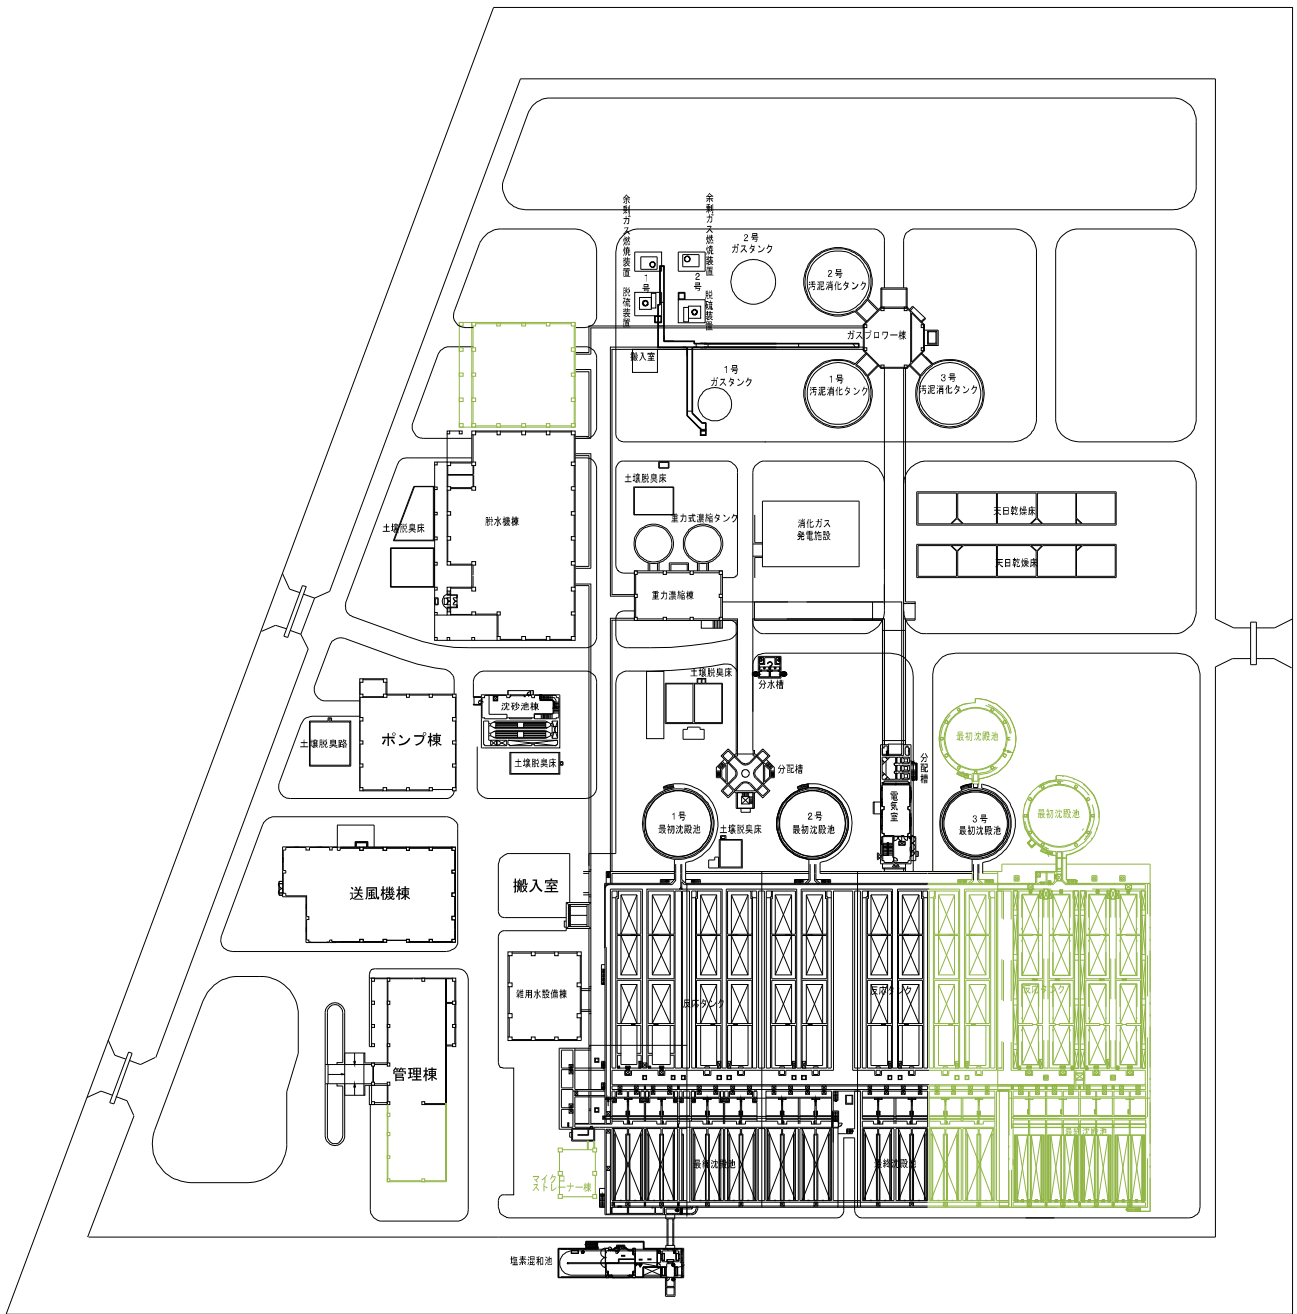 余剰ガス燃焼装置
余剰ガス燃焼装置
1号
2号
脱硫装置
脱硫装置
2号
ガスタンク
2号
汚泥消化タンク
ガスブロワー棟
搬入室
1号
ガスタンク
1号
汚泥消化タンク
3号
汚泥消化タンク
土壌脱臭床
重力式濃縮タンク
脱水機棟
土壌脱臭床
消化ガス
発電施設
天日乾燥床
天日乾燥床
重力濃縮棟
土壌脱臭床
分水槽
沈砂池棟
ポンプ棟
土壌脱臭路
土壌脱臭床
分配槽
分配槽
最初沈殿池
電気室
1号
最初沈殿池
2号
最初沈殿池
3号
最初沈殿池
最初沈殿池
土壌脱臭床
送風機棟
搬入室
雑用水設備棟
反応タンク
反応タンク
反応タンク
管理棟
最終沈殿池
最終沈殿池
最終沈殿池
マイクロ
ストレーナー棟
塩素混和池